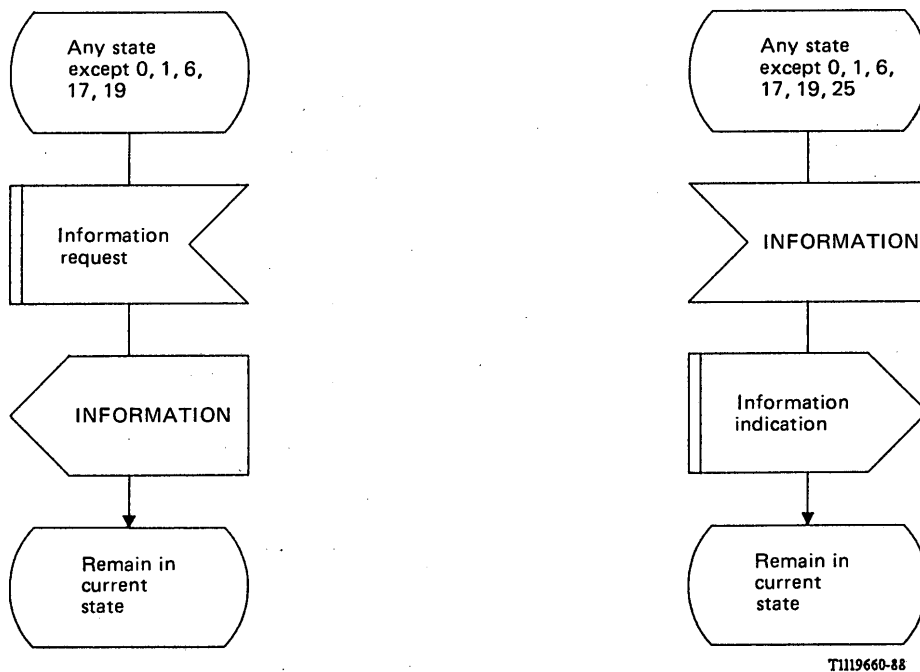 Any state
except 0, 1, 6,
17, 19
Information
request
INFORMATION
Remain in
current
state
Any state
except 0, 1, 6,
17, 19, 25
INFORMATION
Information
indication
Remain in
current
state
T1119660-88